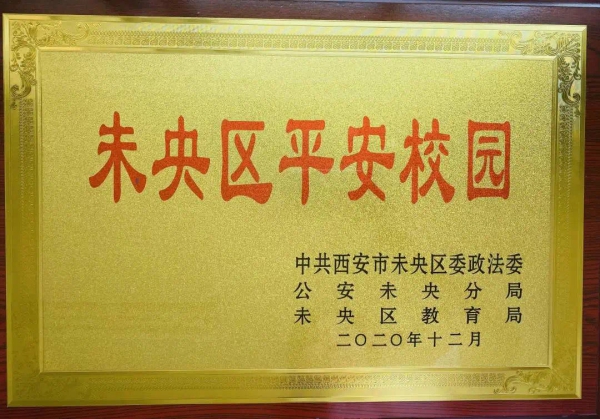 未央区平安校园
中共西安市未央区委政法委
公安未央分局
未央区教育局
二〇二〇年十二月